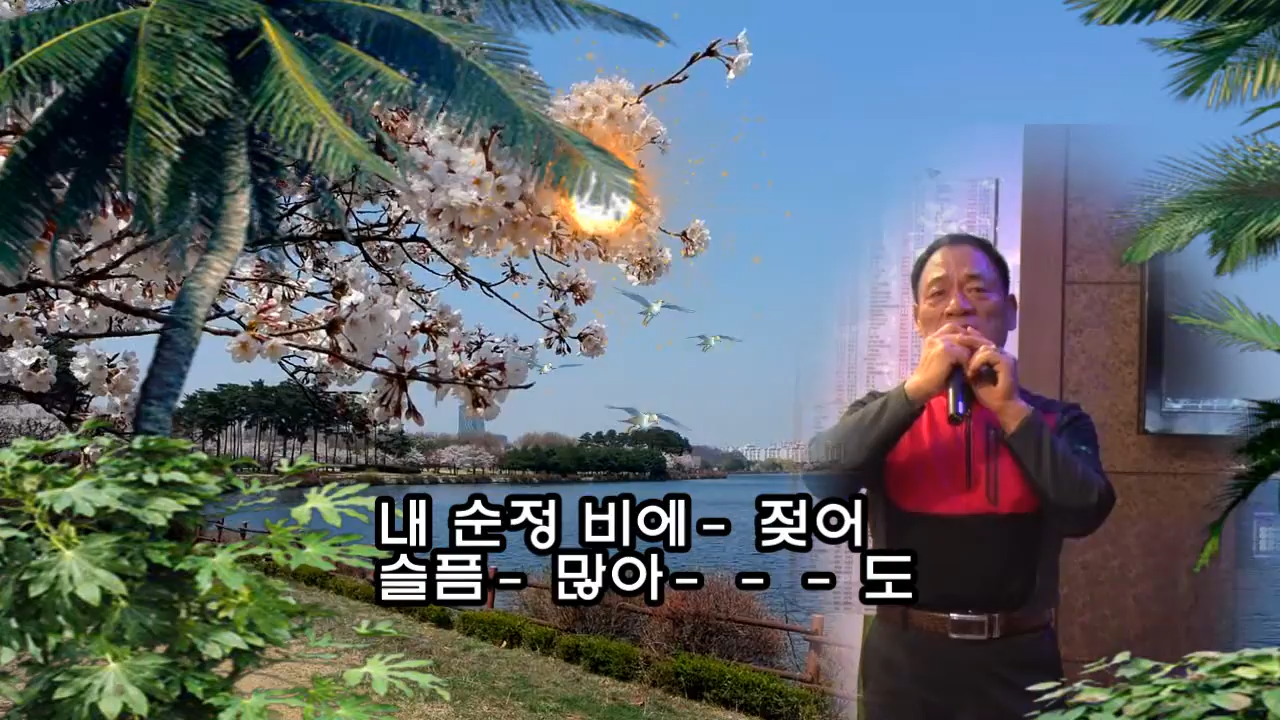 내 순정 비에- 젖어
슬픔- 많아- - - 도